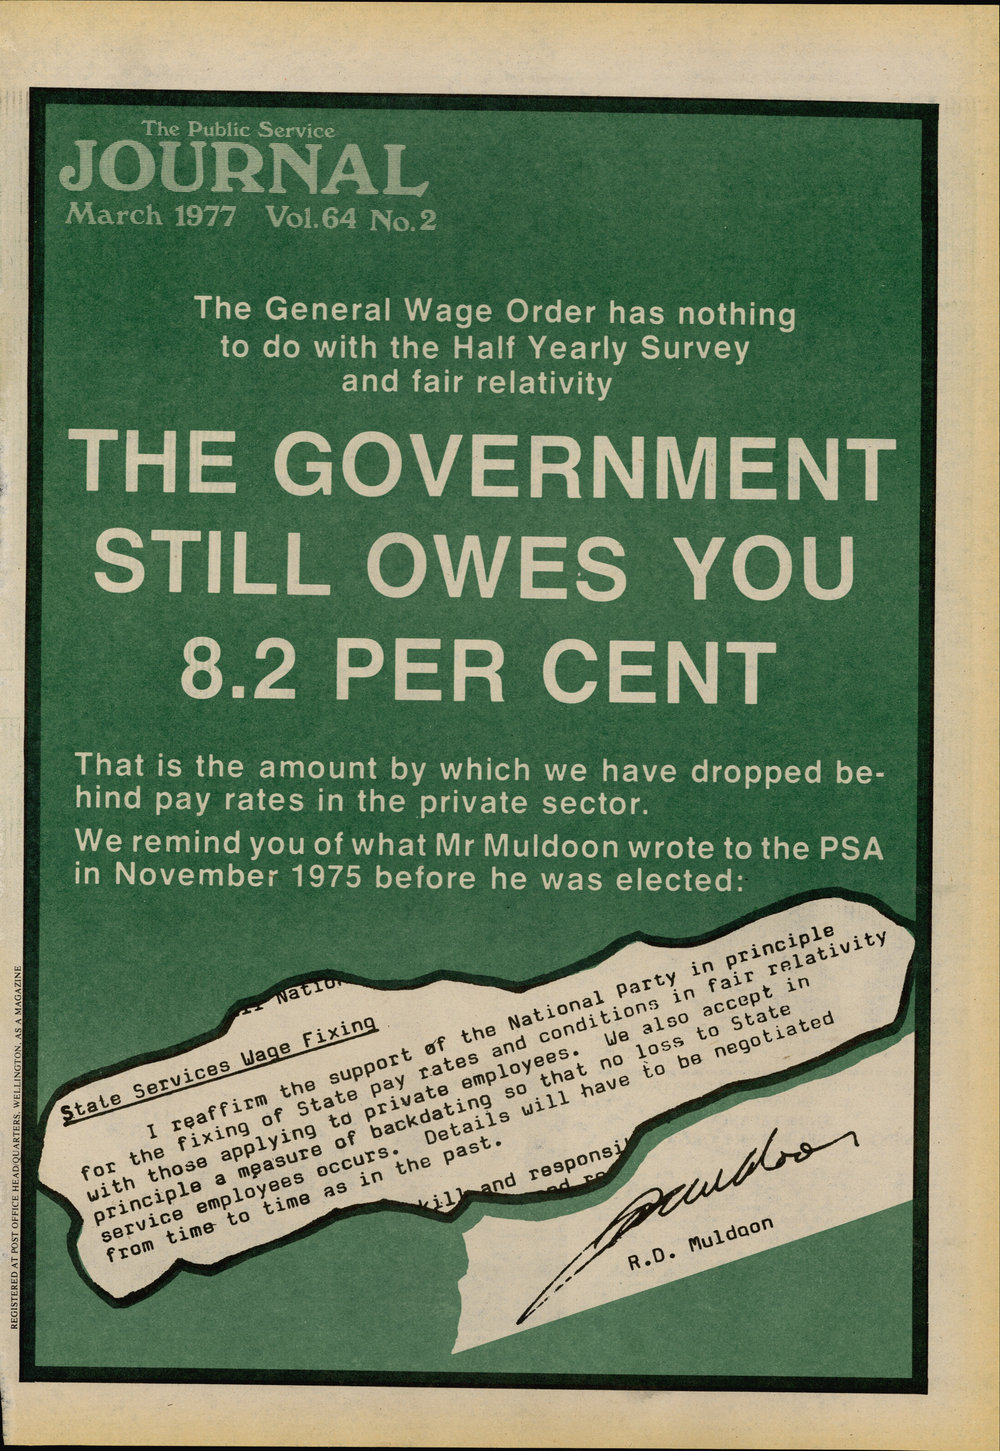 The Public Service
JOURNAL
March 1977 Vol.64 No.2
The General Wage Order has nothing
to do with the Half Yearly Survey
and fair relativity
THE GOVERNMENT
STILL OWES YOU
8.2 PER CENT
That is the amount by which we have dropped be-
hind pay rates in the private sector.
We remind you of what Mr Muldoon wrote to the PSA
in November 1975 before he was elected:
State Services Wage Fixing
I reaffirm the support of the National Party in principle
for the fixing of State pay rates and conditions in fair relativity
with those applying to private employees. We also accept in
principle a measure of backdating so that no loss to State
service employees occurs. Details will have to be negotiated
from time to time as in the past.
and responsi
R.D. Muldoon
REGISTERED AT POST OFFICE HEADQUARTERS, WELLINGTON, AS A MAGAZINE